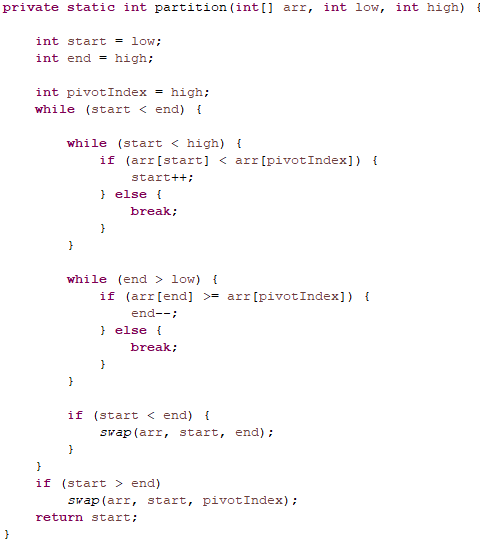 private static int partition(int[] arr, int low, int high) {
int start = low;
int end = high;
int pivotIndex = high;
while (start < end) {
while (start < high) {
if (arr[start] < arr[pivotIndex]) {
start++;
} else {
break;
}
}
while (end > low) {
if (arr[end] >= arr[pivotIndex]) {
end--;
} else {
break;
}
}
if (start < end) {
swap(arr, start, end);
}
}
if (start > end)
swap(arr, start, pivotIndex);
return start;
}